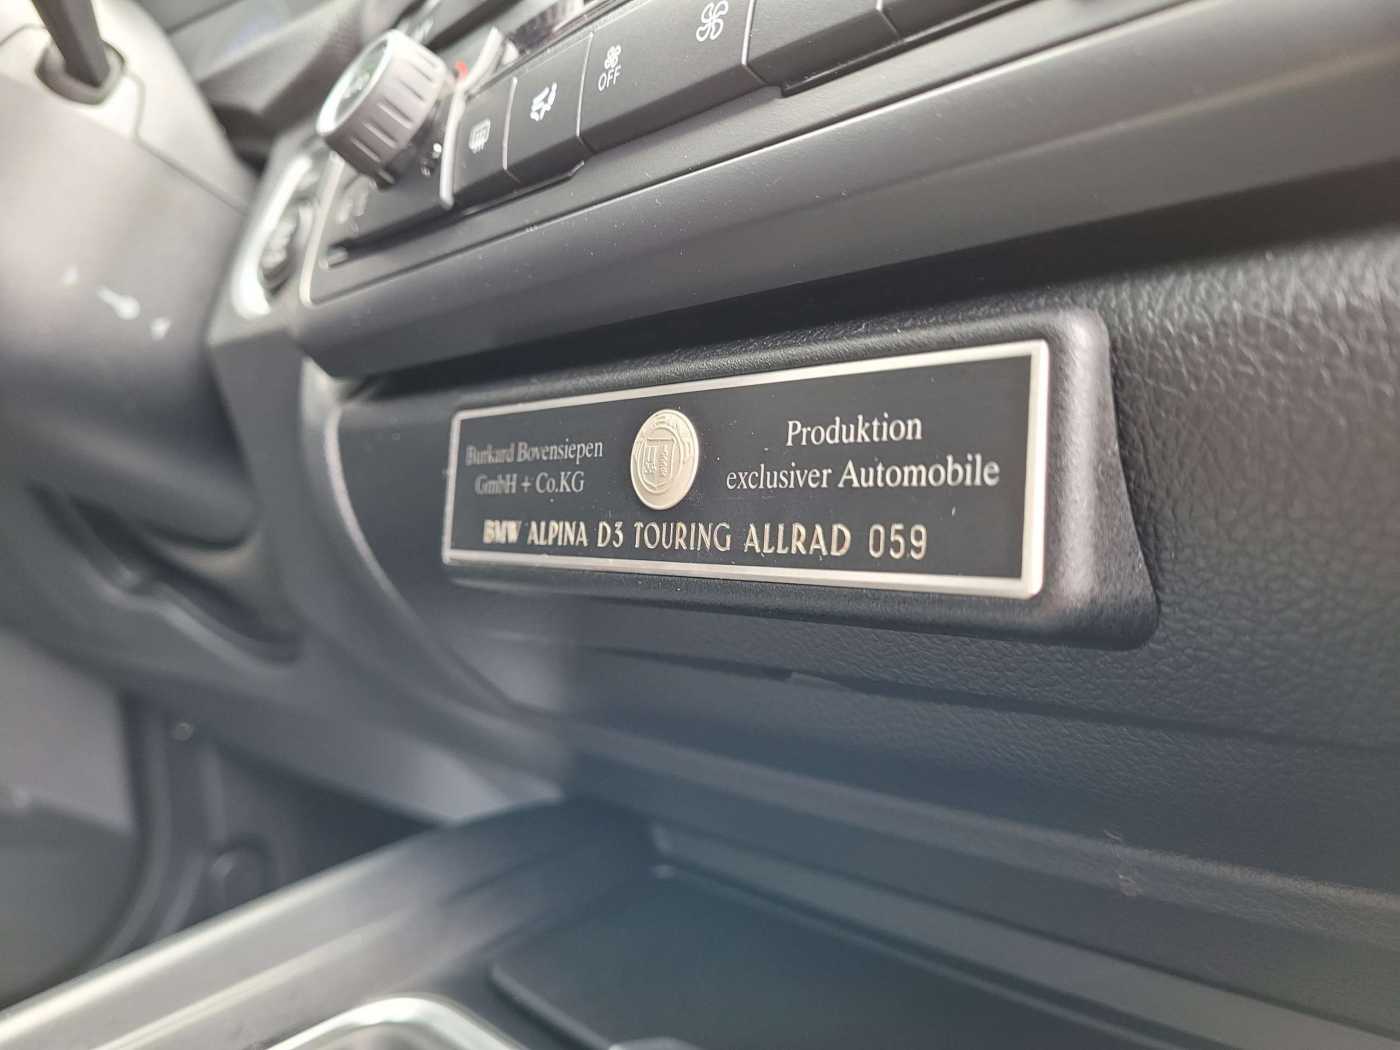 OFF
Burkard Bovensiepen
GmbH + Co.KG
Produktion
exclusiver Automobile
BMW ALPINA D3 TOURING ALLRAD 059